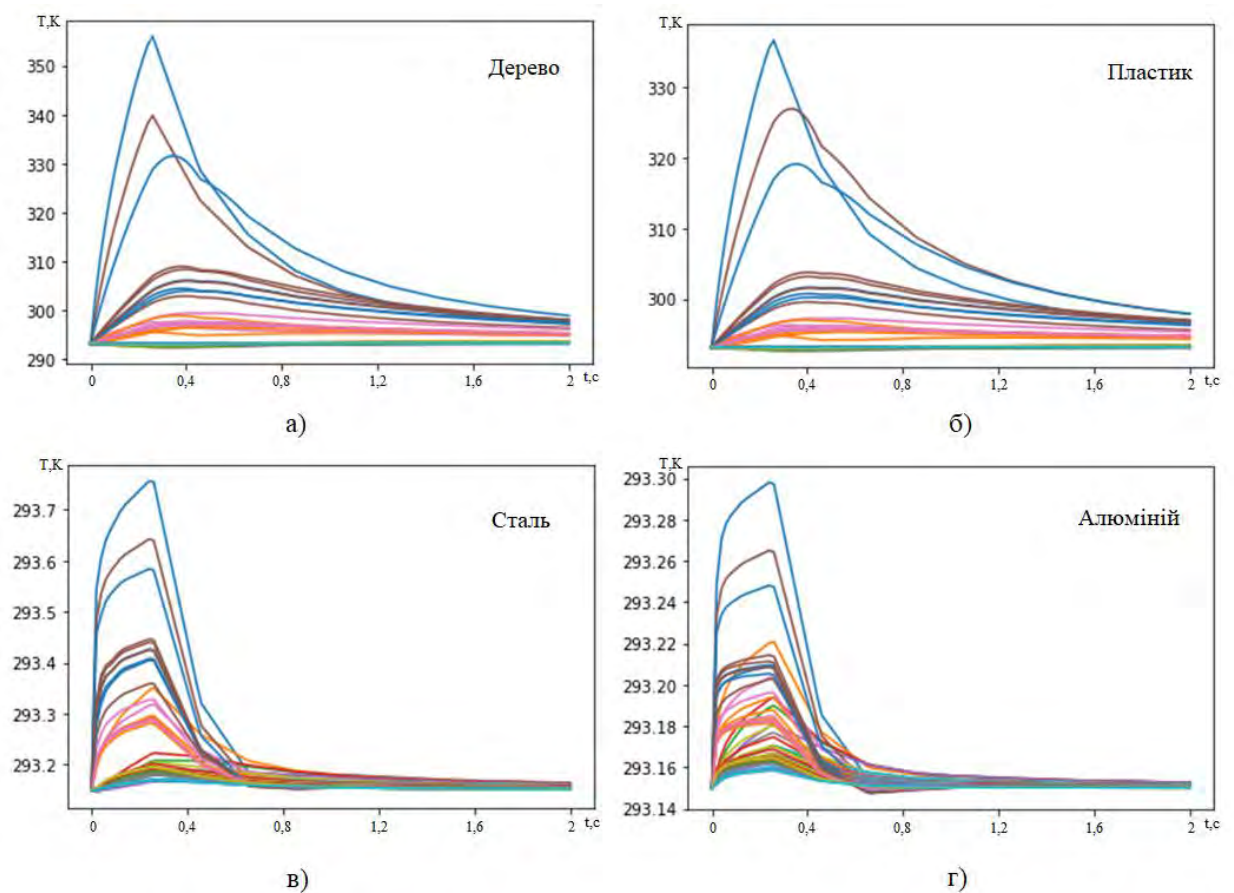 T,K
350
340
330
320
310
300
290
Дерево
0 0,4 0,8 1,2 1,6 2 t,c
а)
T,K
330
320
310
300
Пластик
0 0,4 0,8 1,2 1,6 2 t,c
б)
T,K
293.7
293.6
293.5
293.4
293.3
293.2
Сталь
0 0,4 0,8 1,2 1,6 2 t,c
в)
T,K
293.30
293.28
293.26
293.24
293.22
293.20
293.18
293.16
293.14
Алюміній
0 0,4 0,8 1,2 1,6 2 t,c
г)